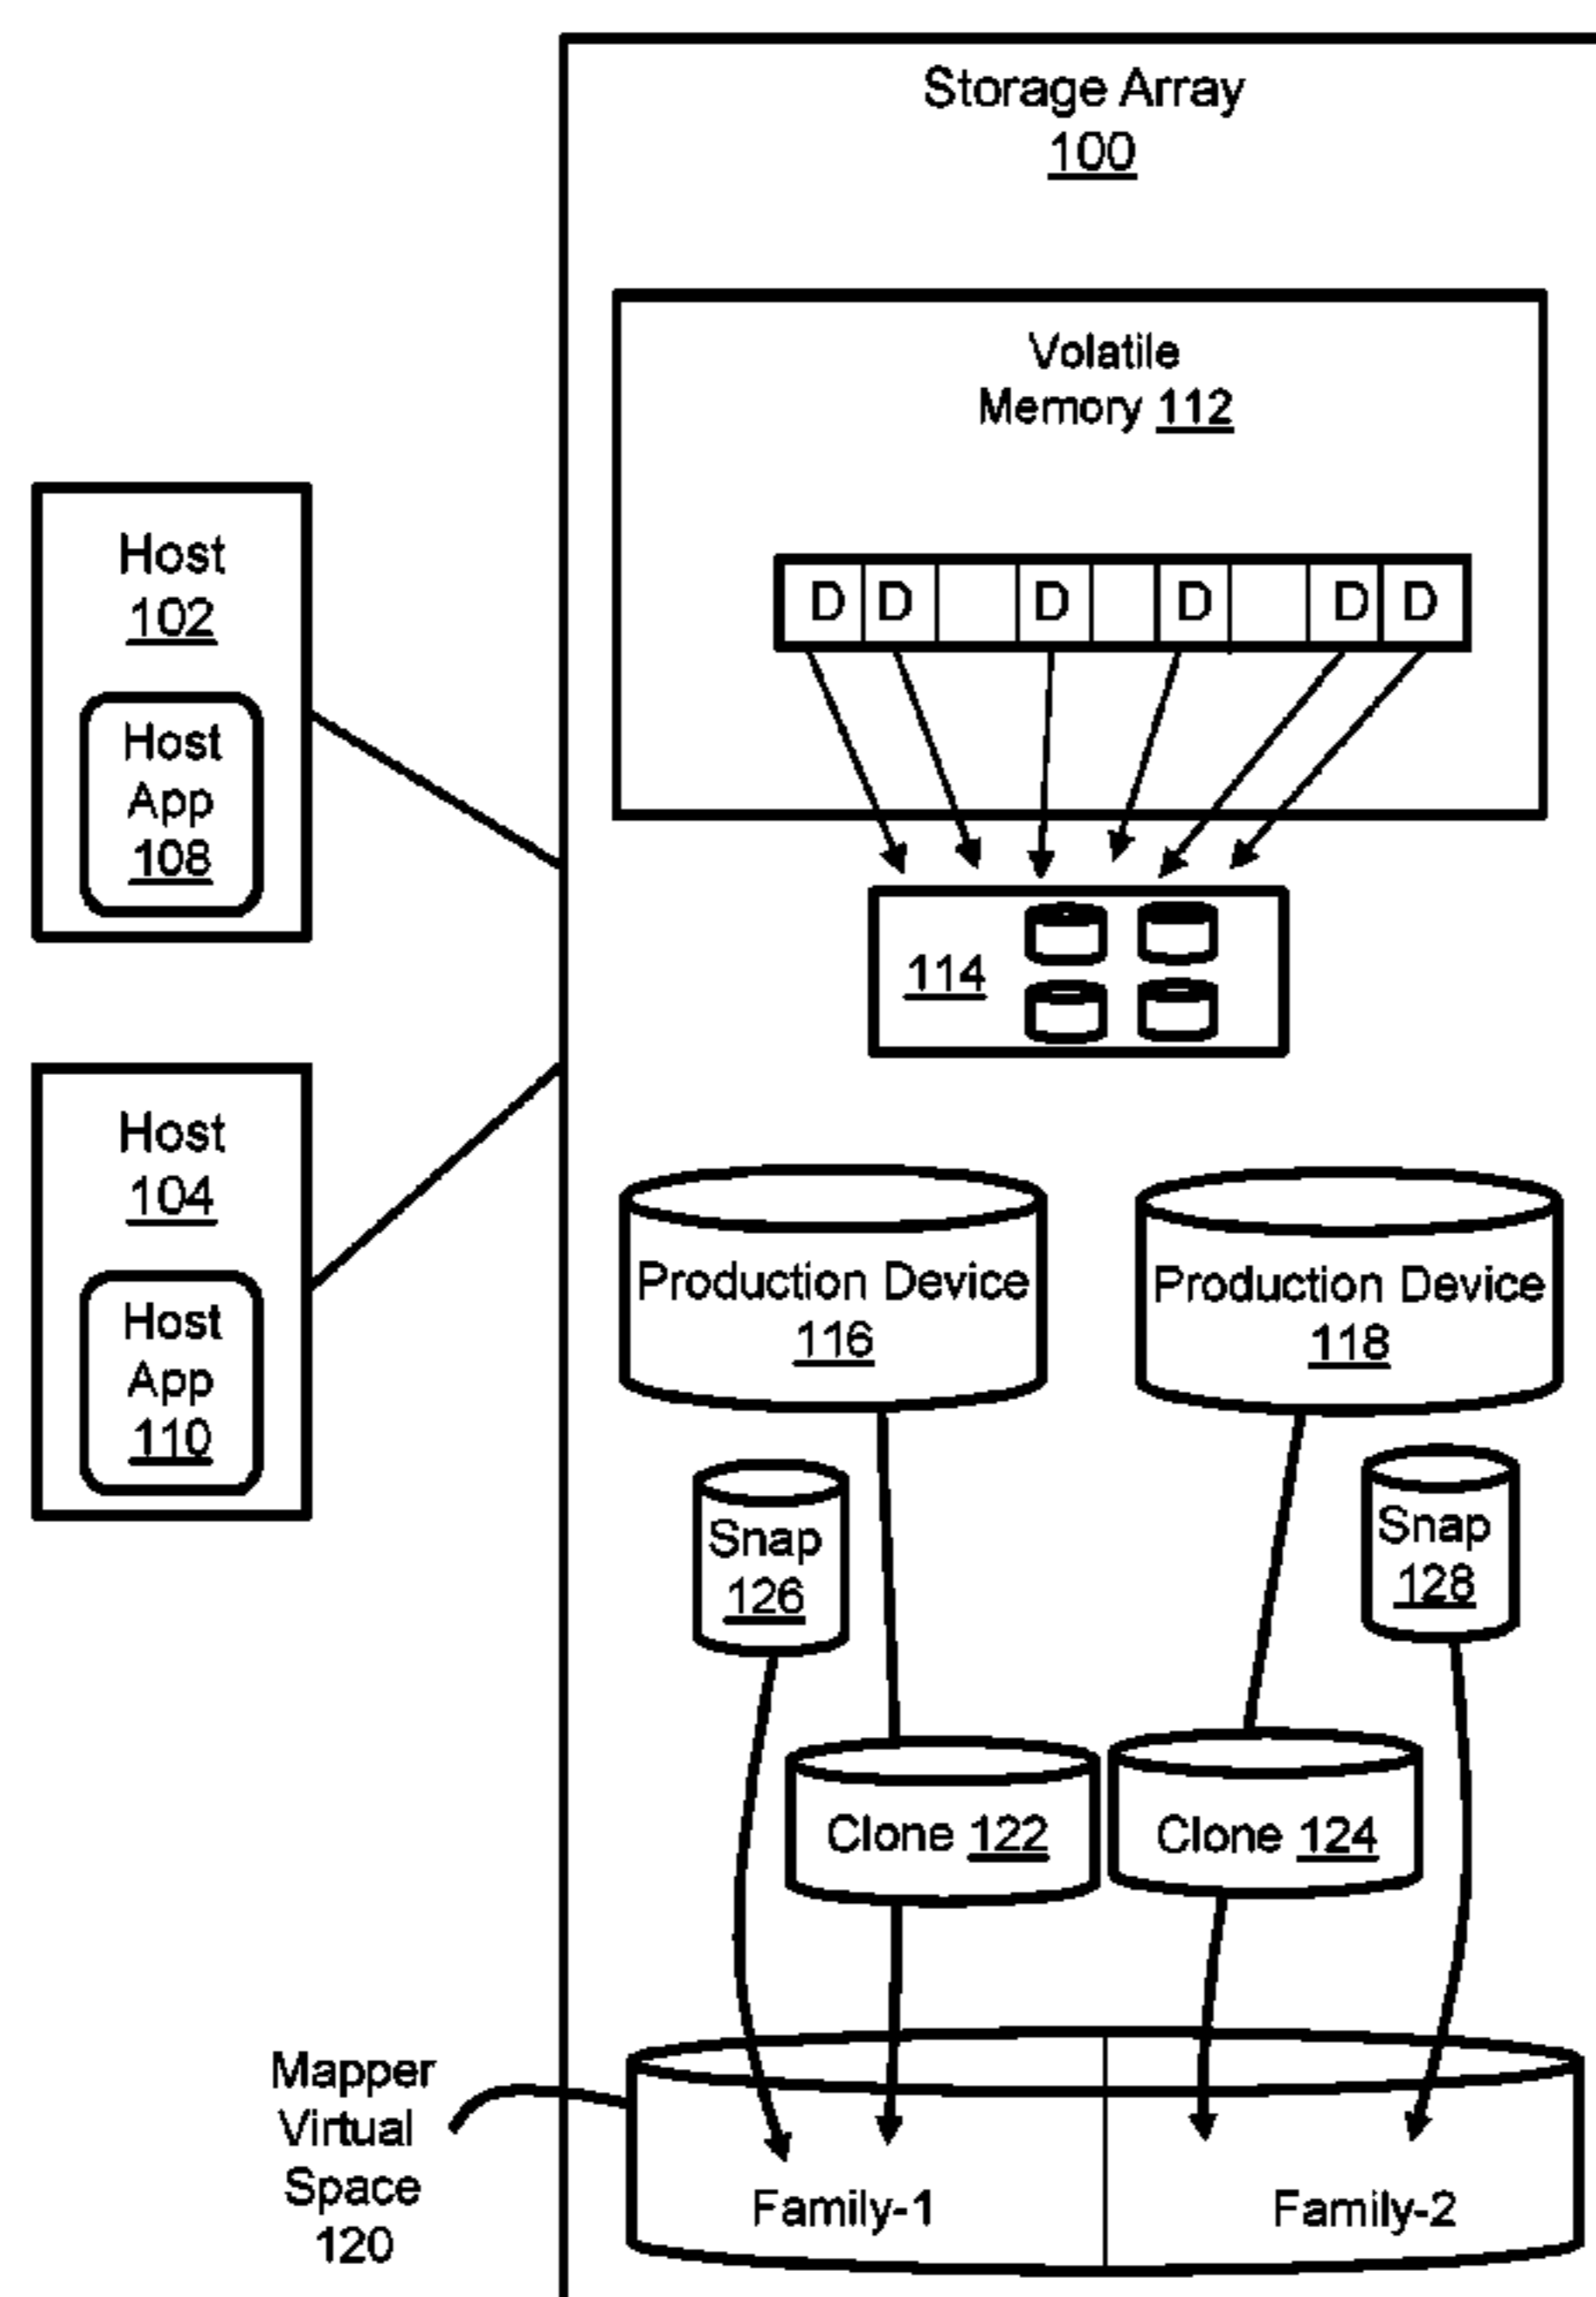 Storage Array
100
Volatile
Memory 112
D D D D D D
Host
102
Host
App
108
114
Host
104
Host
App
110
Production Device
116
Production Device
118
Snap
126
Snap
128
Clone 122
Clone 124
Mapper
Virtual
Space
120
Family-1
Family-2